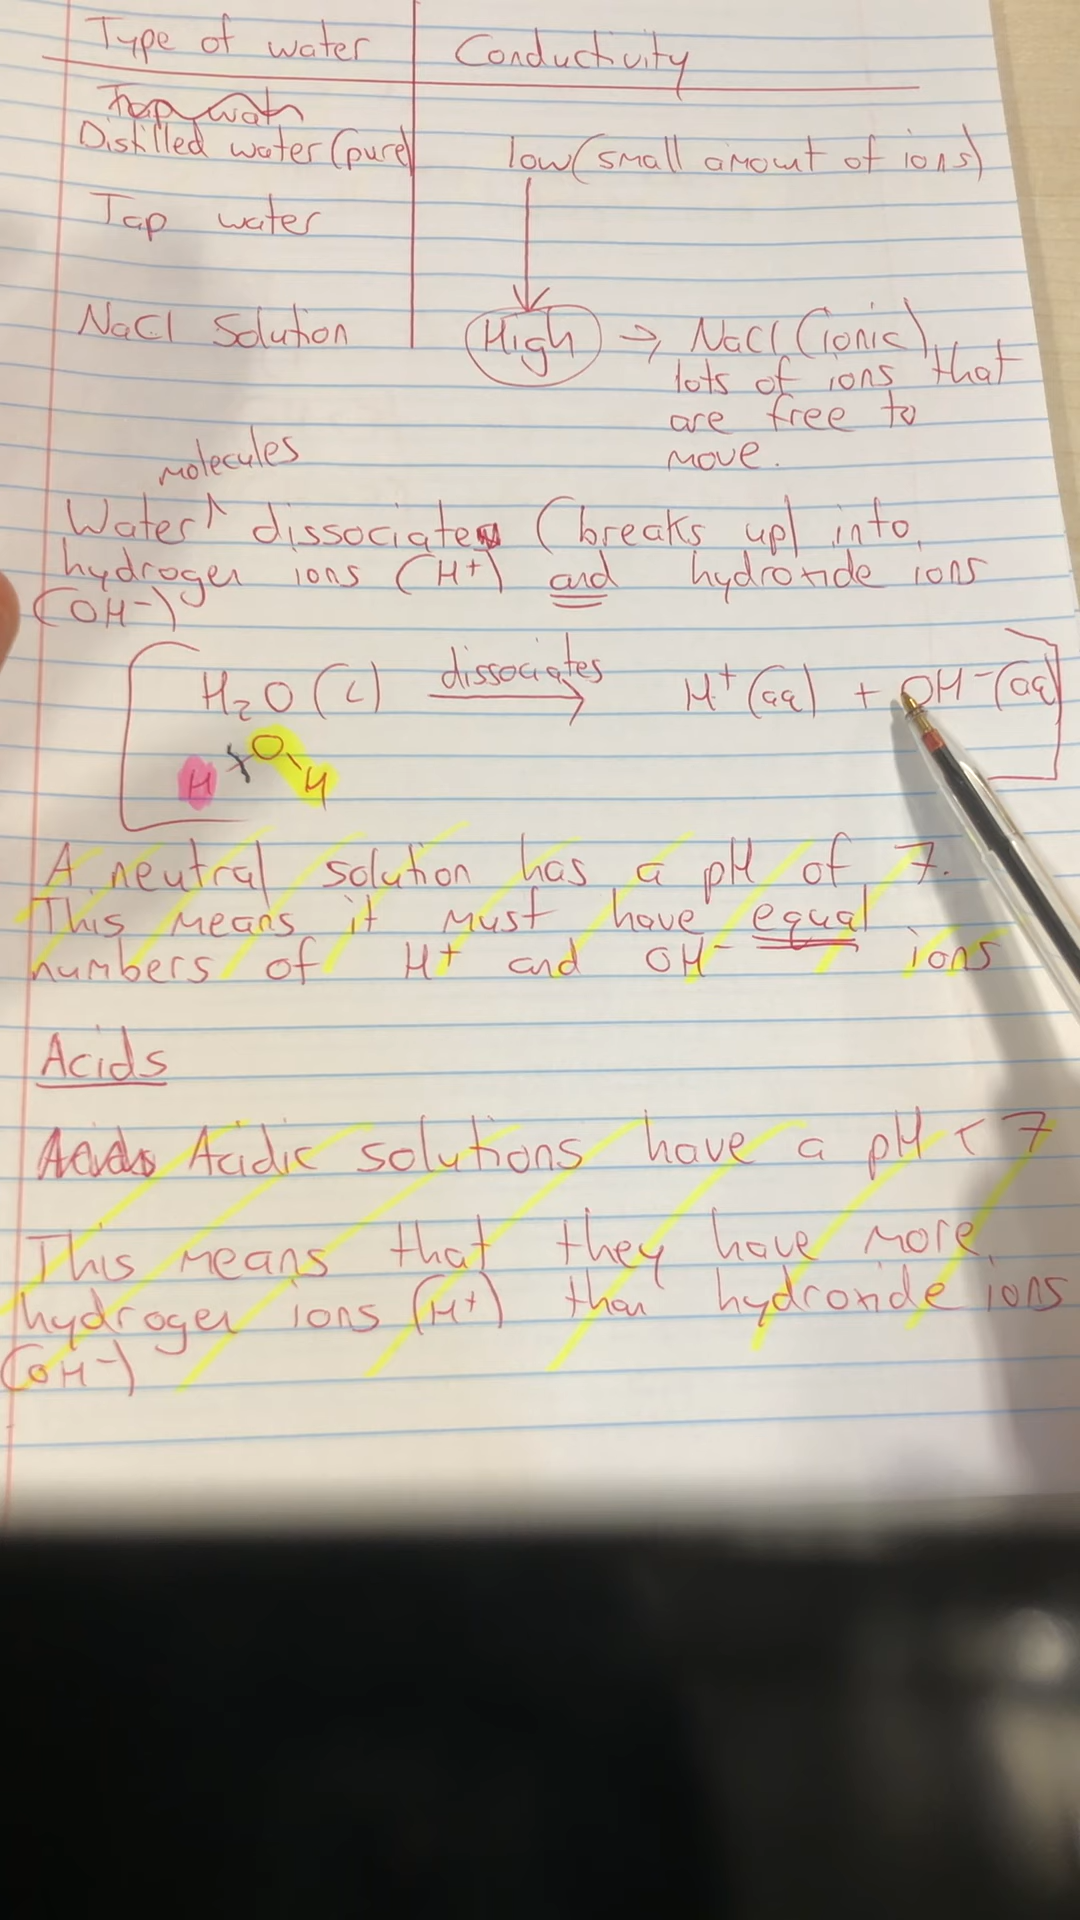 Type of water Conductivity
Tap wat
Distilled water (pure) low (small amount of ions)
Tap water
NaCl Solution High → NaCl (ionic)
lots of ions that
are free to
move.
molecules
Water ^ dissociate (breaks up) into
hydrogen ions (H+) and hydroxide ions
(OH-)
H2O (l) dissociates → H+ (aq) + OH- (aq)
H O H
A neutral solution has a pH of 7.
This means it must have equal
numbers of H+ and OH- ions
Acids
Acids Acidic solutions have a pH < 7
This means that they have more
hydrogen ions (H+) than hydroxide ions
(OH-)